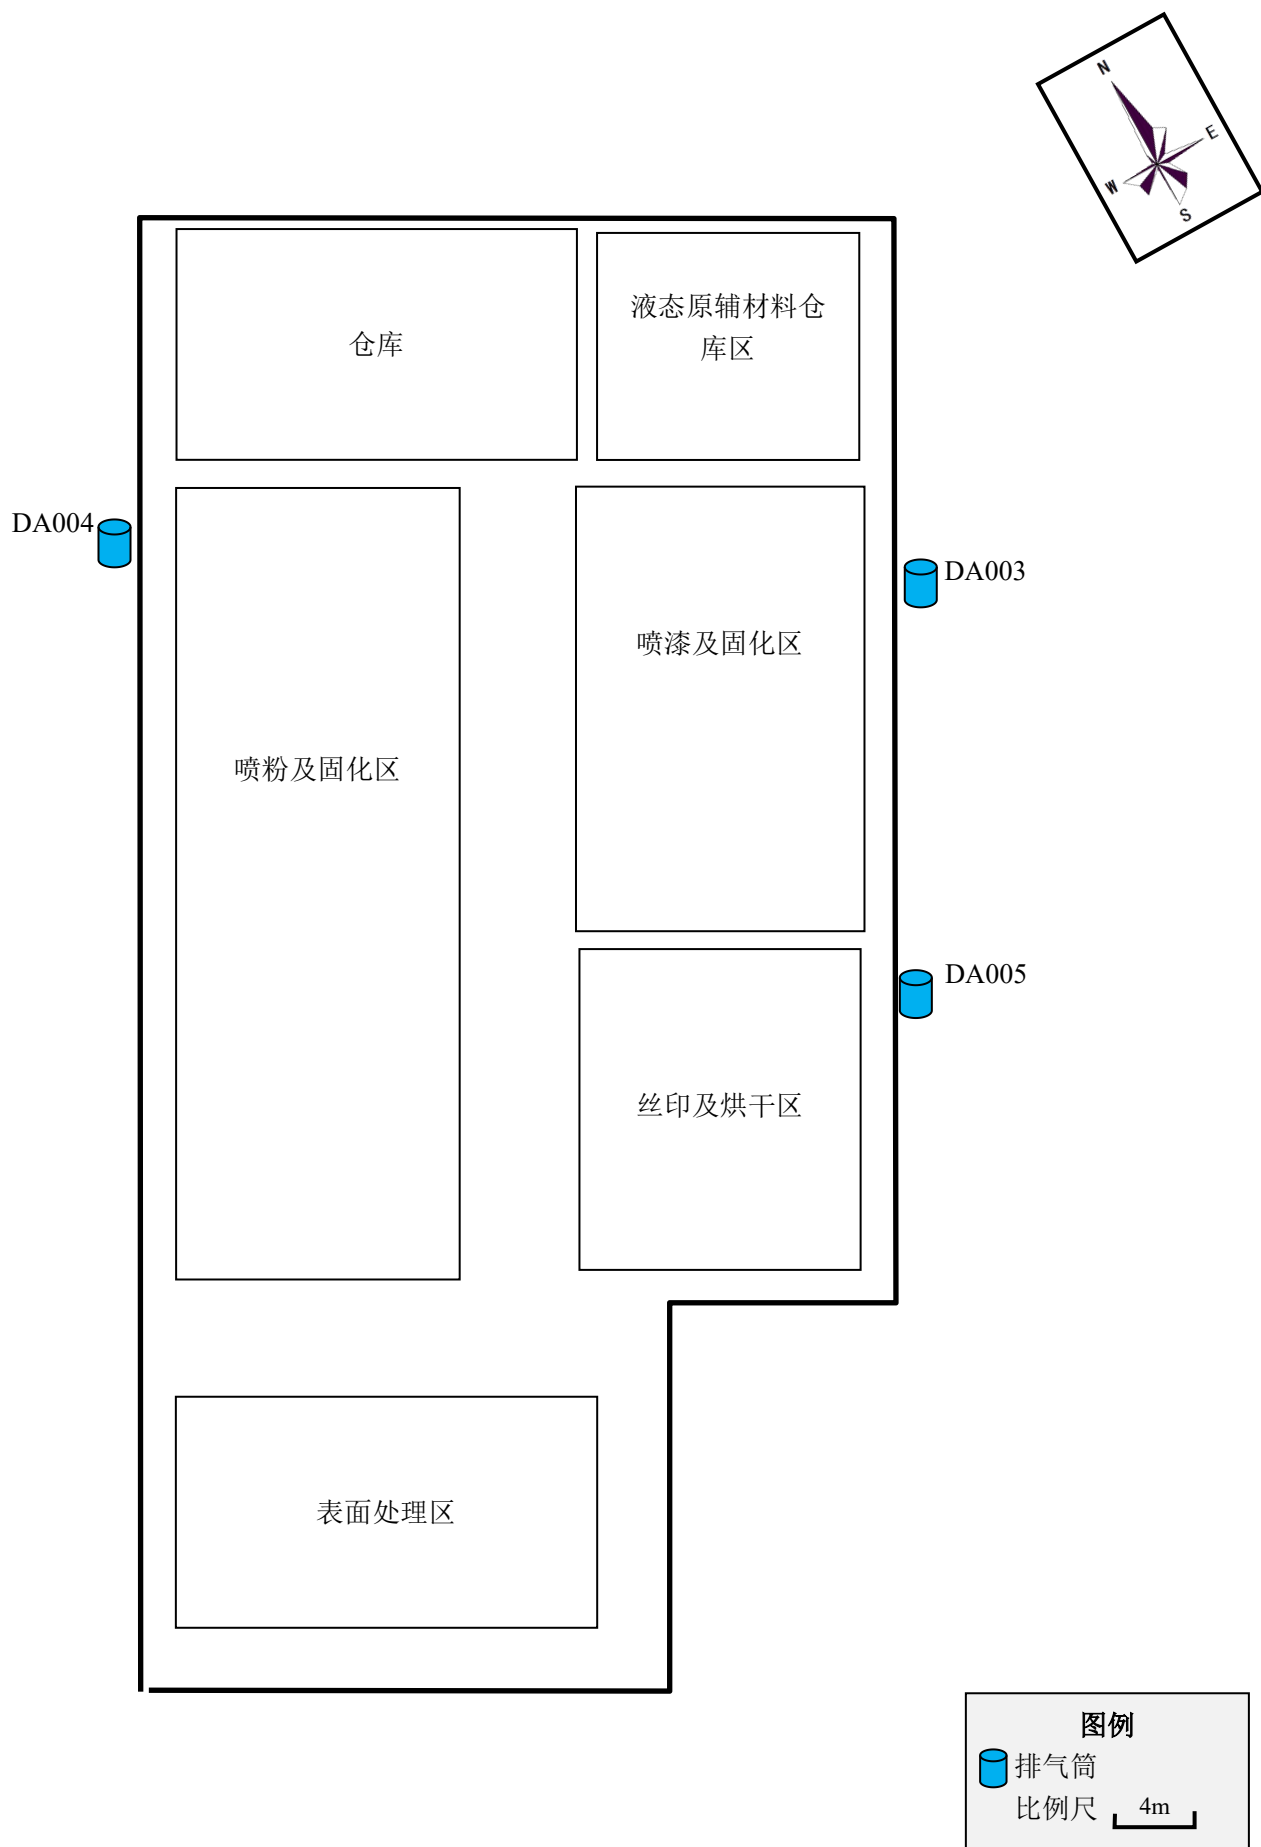 N
E
W
S
仓库
液态原辅材料仓
库区
DA004
DA003
喷漆及固化区
喷粉及固化区
DA005
丝印及烘干区
表面处理区
图例
排气筒
比例尺 4m